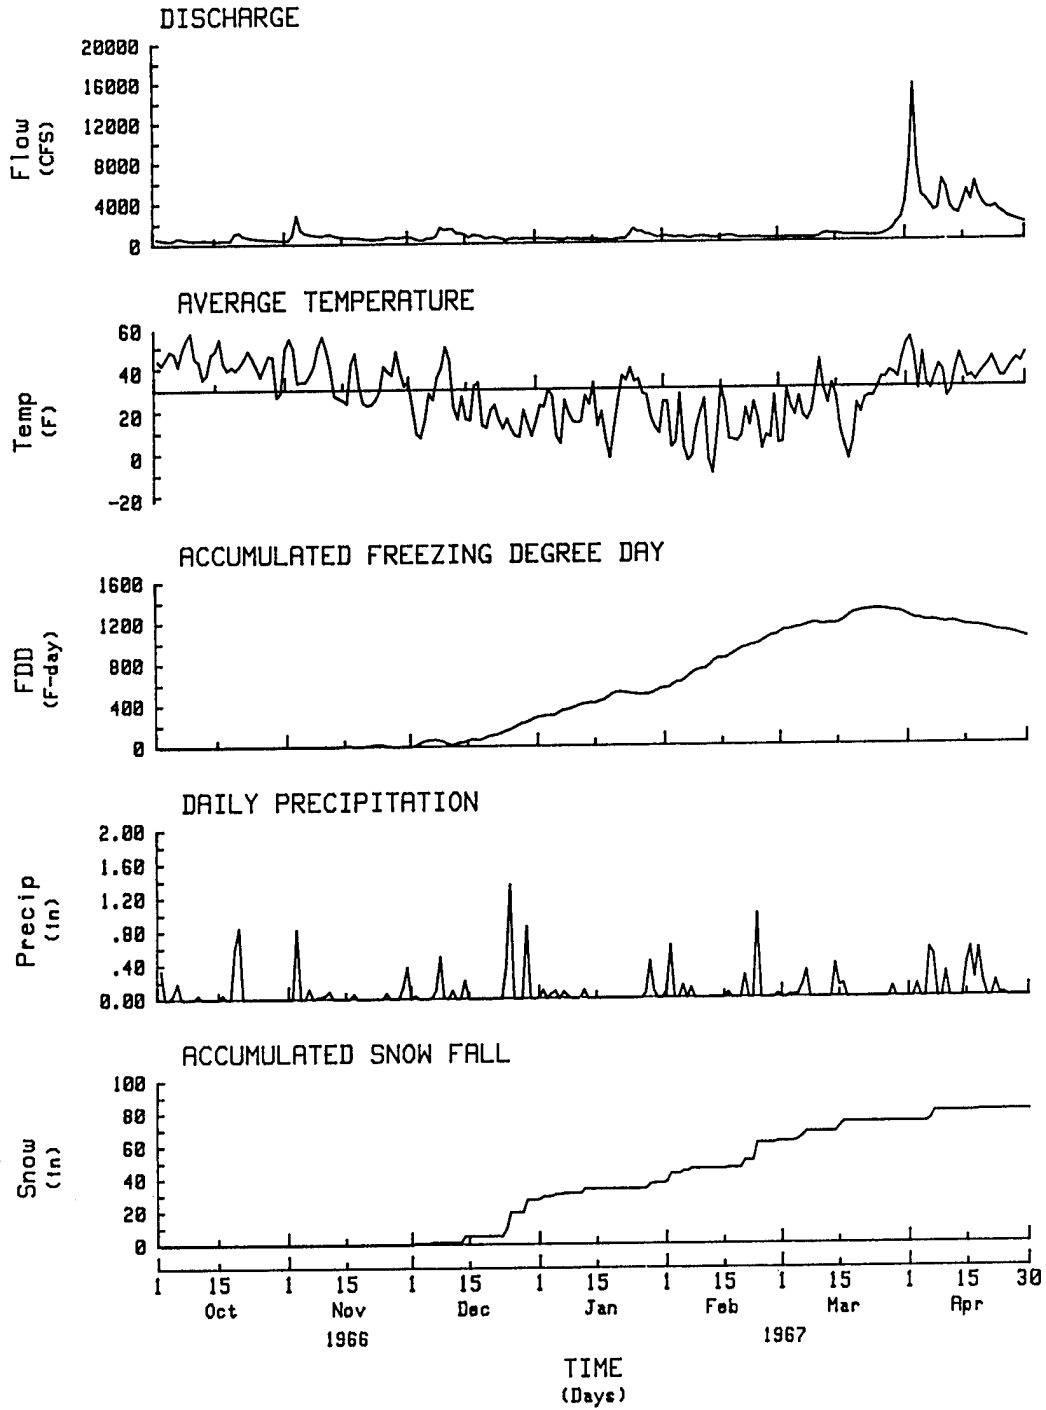 DISCHARGE
20000
16000
12000
8000
4000
0
Flow
(CFS)
AVERAGE TEMPERATURE
60
40
20
0
-20
Temp
(F)
ACCUMULATED FREEZING DEGREE DAY
1600
1200
800
400
0
FDD
(F-day)
DAILY PRECIPITATION
2.00
1.60
1.20
.80
.40
0.00
Precip
(in)
ACCUMULATED SNOW FALL
100
80
60
40
20
0
Snow
(in)
1 15 1 15 1 15 1 15 1 15 1 15 1 15 30
Oct Nov Dec Jan Feb Mar Apr
1966 1967
TIME
(Days)